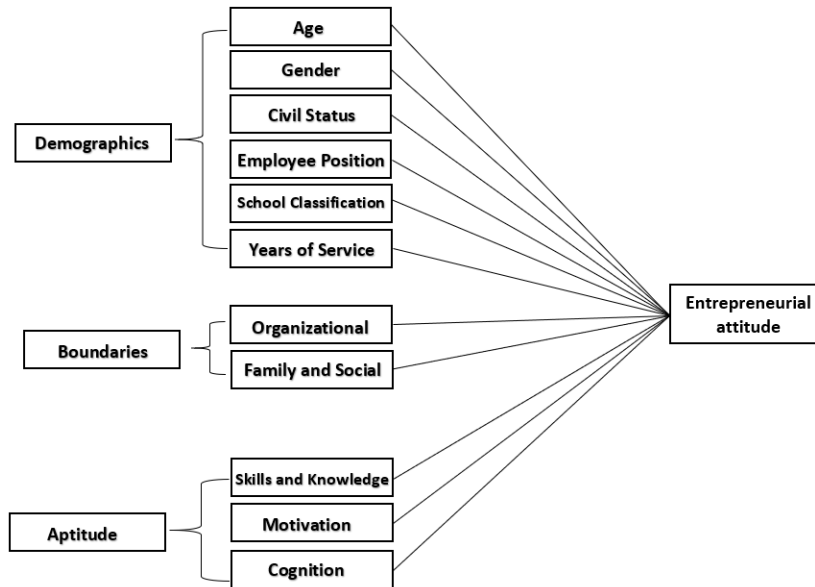 Demographics
Age
Gender
Civil Status
Employee Position
School Classification
Years of Service
Boundaries
Organizational
Family and Social
Aptitude
Skills and Knowledge
Motivation
Cognition
Entrepreneurial
attitude